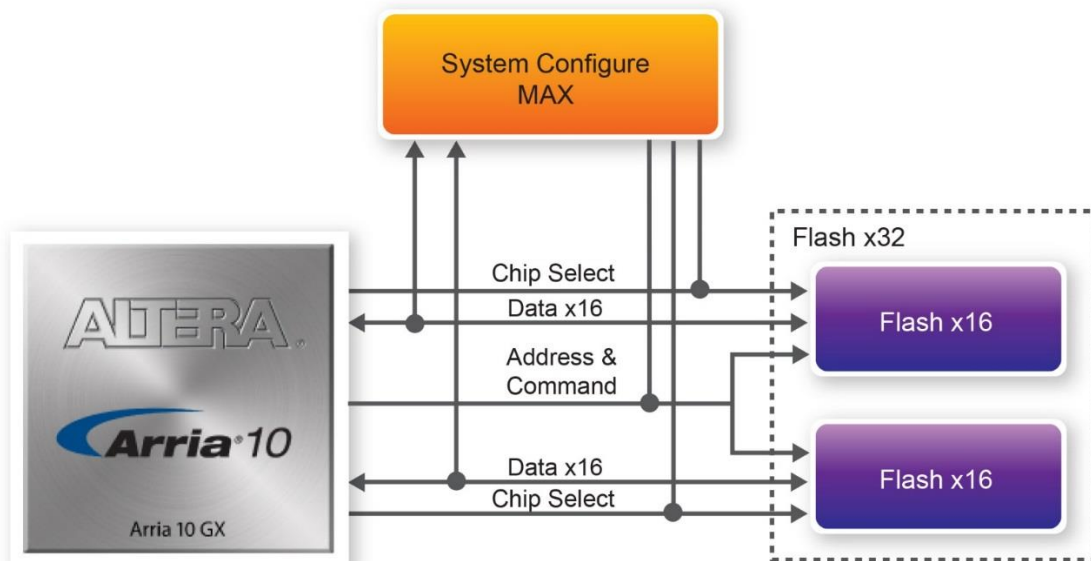 System Configure
MAX
Flash x32
Chip Select
Data x16
Flash x16
Address &
Command
Data x16
Chip Select
Flash x16
ALTERA®
Arria® 10
Arria 10 GX